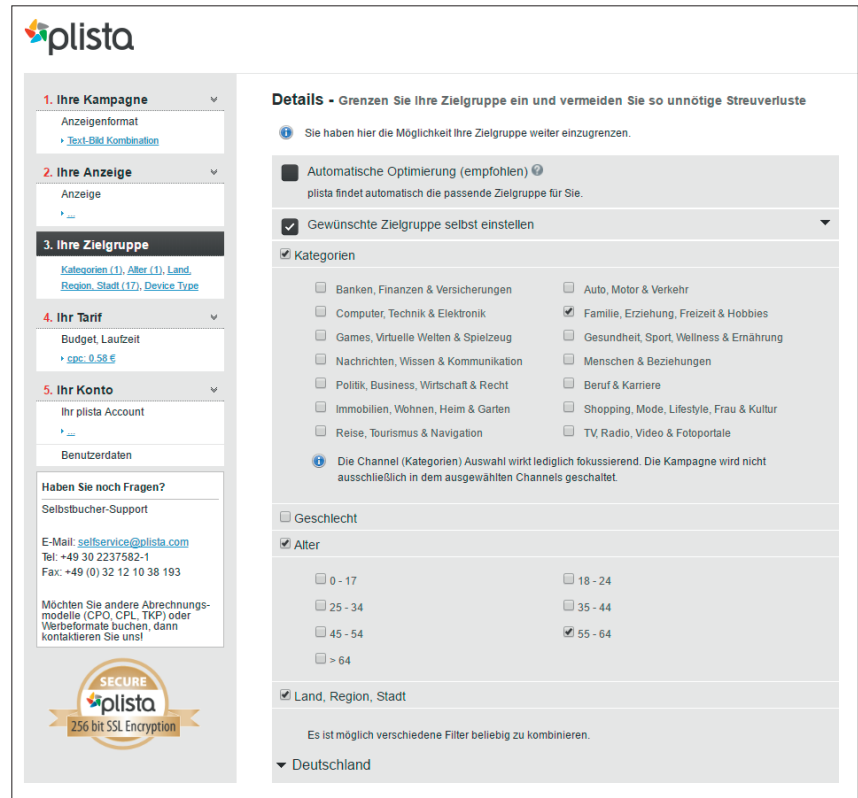 plista
1. Ihre Kampagne
Anzeigenformat
Text-Bild Kombination
2. Ihre Anzeige
Anzeige
...
3. Ihre Zielgruppe
Kategorien (1), Alter (1), Land,
Region, Stadt (17), Device Type
4. Ihr Tarif
Budget, Laufzeit
cpc: 0.58 €
5. Ihr Konto
Ihr plista Account
...
Benutzerdaten
Haben Sie noch Fragen?
Selbstbucher-Support
E-Mail: selfservice@plista.com
Tel: +49 30 2237582-1
Fax: +49 (0) 32 12 10 38 193
Möchten Sie andere Abrechnungs-
modelle (CPO, CPL, TKP) oder
Werbeformate buchen, dann
kontaktieren Sie uns!
SECURE
plista
256 bit SSL Encryption
Details - Grenzen Sie Ihre Zielgruppe ein und vermeiden Sie so unnötige Streuverluste
Sie haben hier die Möglichkeit Ihre Zielgruppe weiter einzugrenzen.
Automatische Optimierung (empfohlen) ?
plista findet automatisch die passende Zielgruppe für Sie.
Gewünschte Zielgruppe selbst einstellen
Kategorien
Banken, Finanzen & Versicherungen
Auto, Motor & Verkehr
Computer, Technik & Elektronik
Familie, Erziehung, Freizeit & Hobbies
Games, Virtuelle Welten & Spielzeug
Gesundheit, Sport, Wellness & Ernährung
Nachrichten, Wissen & Kommunikation
Menschen & Beziehungen
Politik, Business, Wirtschaft & Recht
Beruf & Karriere
Immobilien, Wohnen, Heim & Garten
Shopping, Mode, Lifestyle, Frau & Kultur
Reise, Tourismus & Navigation
TV, Radio, Video & Fotoportale
Die Channel (Kategorien) Auswahl wirkt lediglich fokussierend. Die Kampagne wird nicht
ausschließlich in dem ausgewählten Channels geschaltet.
Geschlecht
Alter
0 - 17
18 - 24
25 - 34
35 - 44
45 - 54
55 - 64
> 64
Land, Region, Stadt
Es ist möglich verschiedene Filter beliebig zu kombinieren.
Deutschland